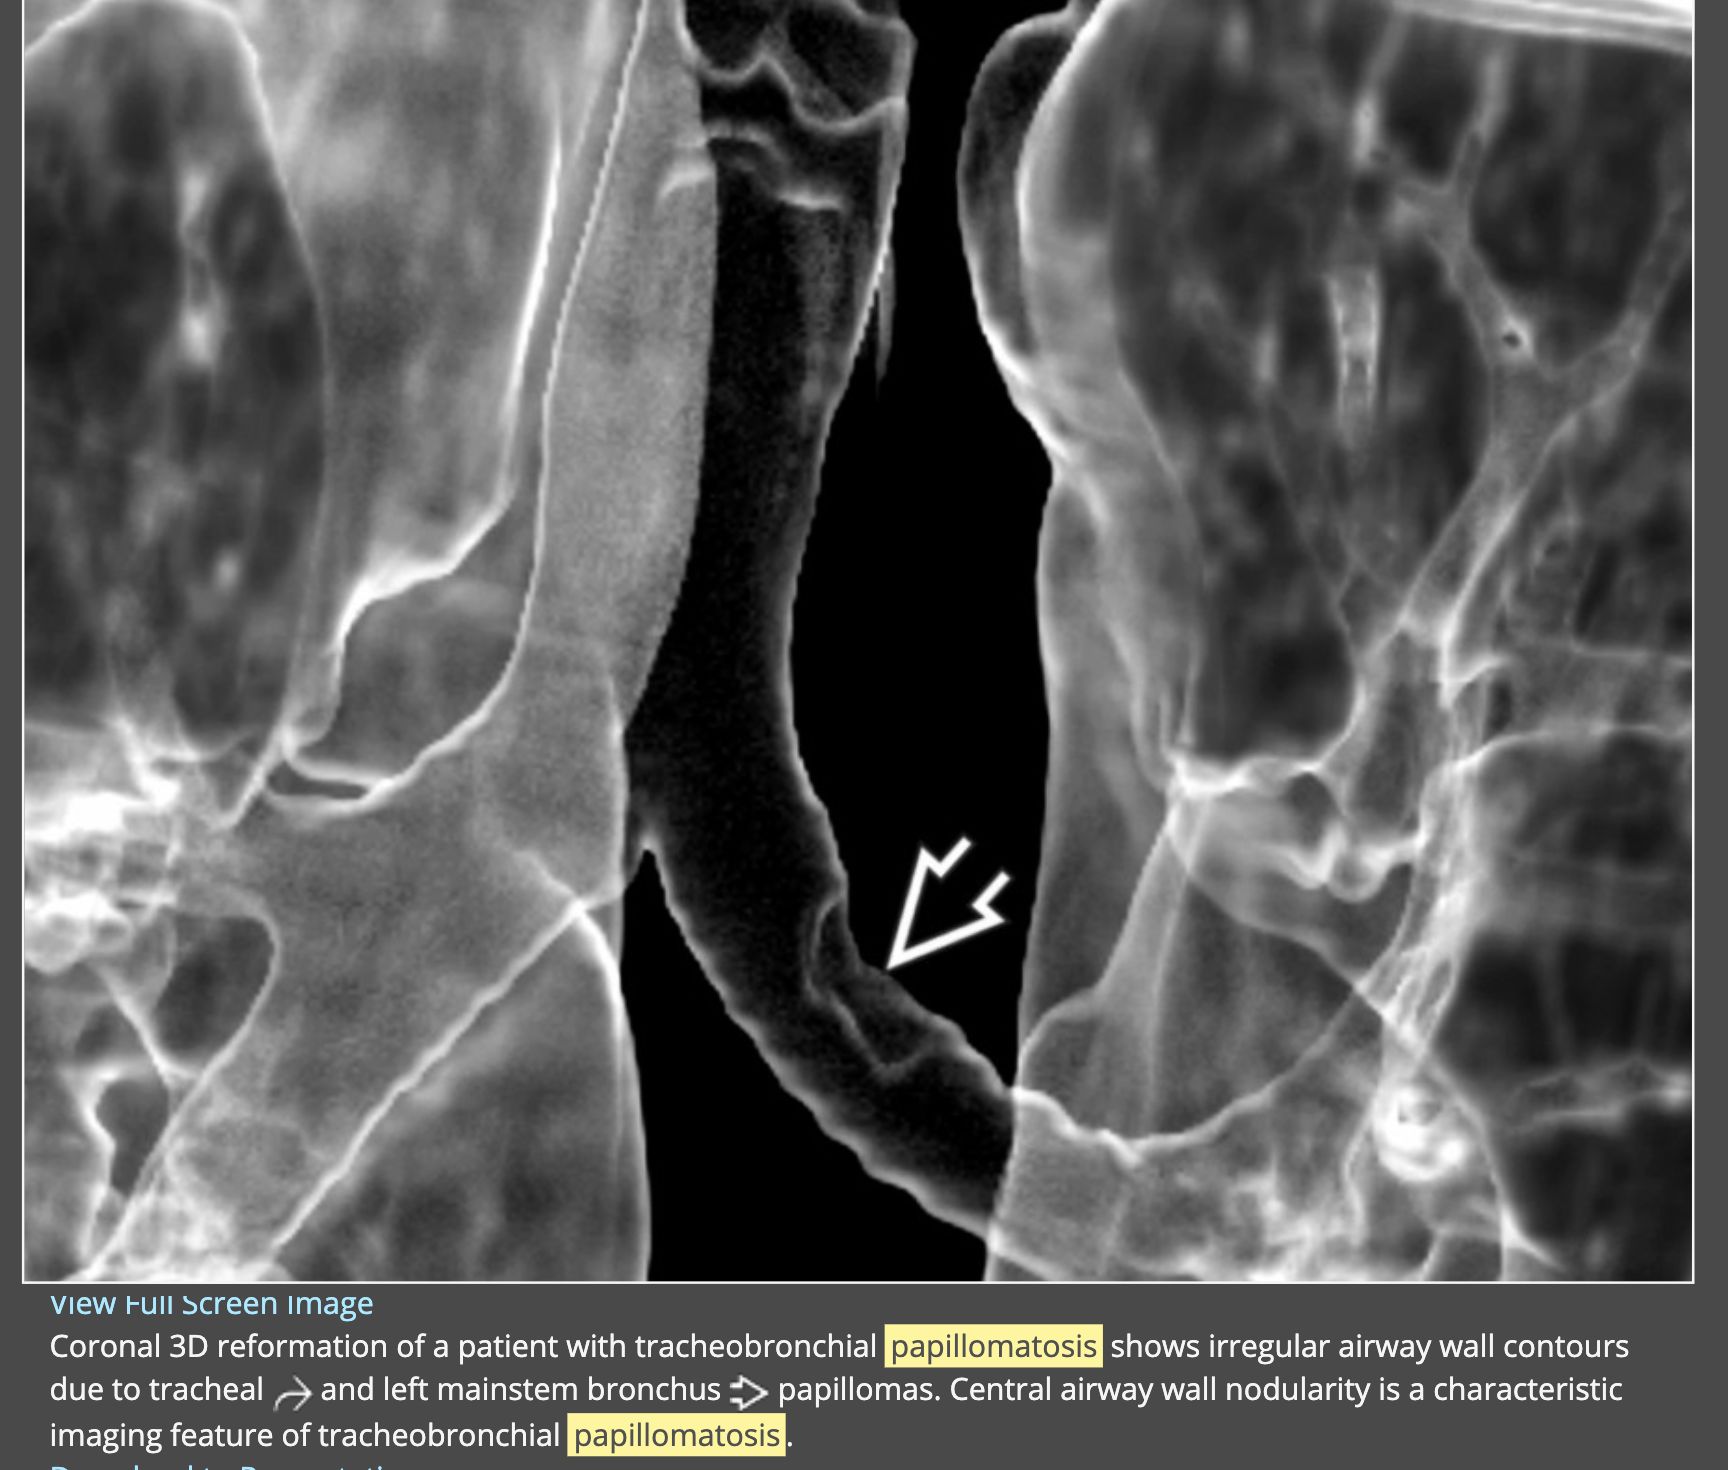 View Full Screen Image
Coronal 3D reformation of a patient with tracheobronchial papillomatosis shows irregular airway wall contours
due to tracheal and left mainstem bronchus papillomas. Central airway wall nodularity is a characteristic
imaging feature of tracheobronchial papillomatosis.